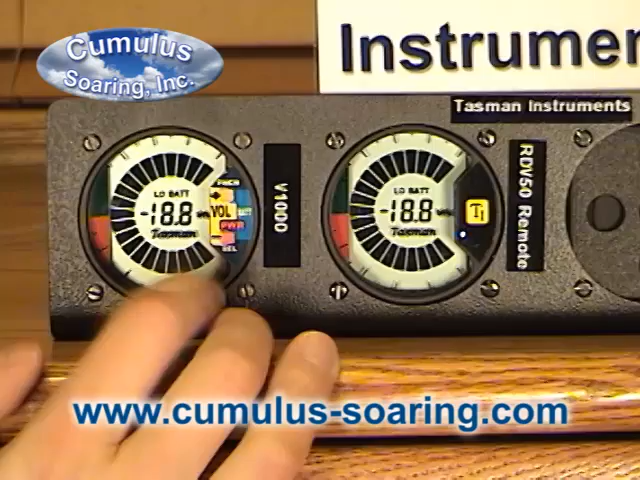 Cumulus
Soaring, Inc.
Instrumen
Tasman Instruments
LO BATT
-18.8
Tasman
VOL
PWR
SEL
V1000
LO BATT
-18.8
Tasman
RDV50 Remote
www.cumulus-soaring.com